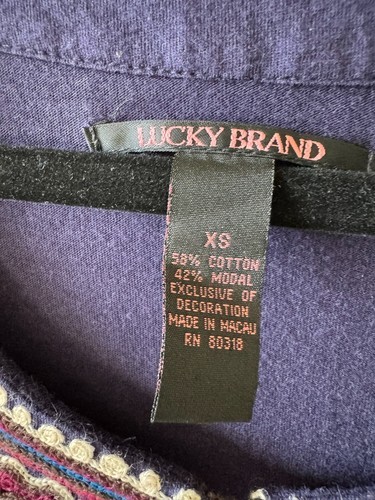 LUCKY BRAND
XS
58% COTTON
42% MODAL
EXCLUSIVE OF
DECORATION
MADE IN MACAU
RN 80318